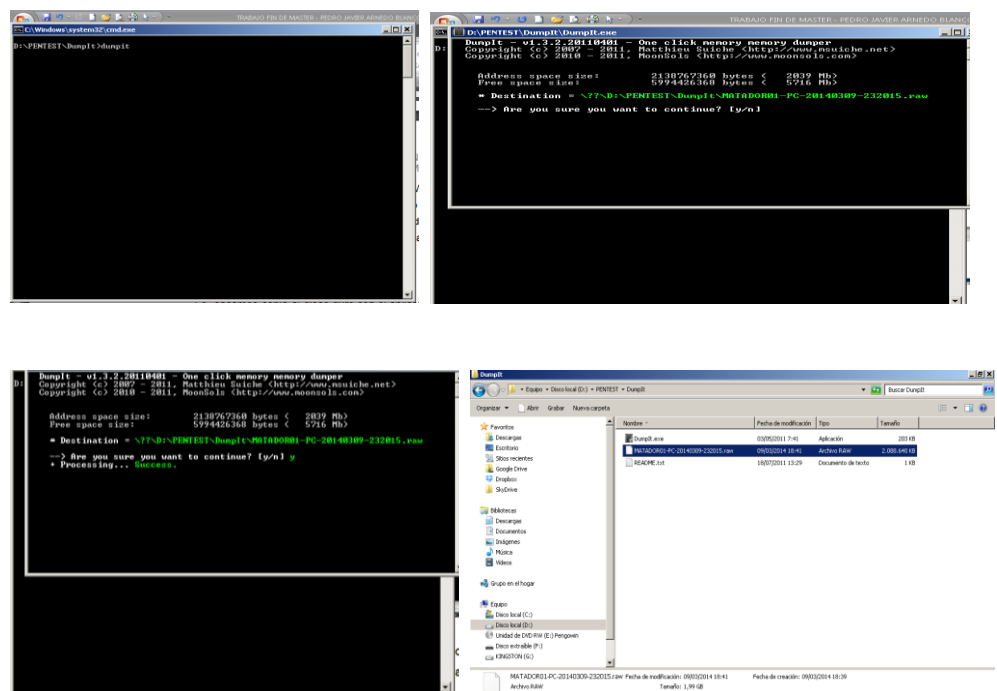 TRABAJO FIN DE MASTER - PEDRO JAVIER ARNEDO BLANCO
C:\Windows\system32\cmd.exe
D:\PENTEST\DumpIt>dumpit
TRABAJO FIN DE MASTER - PEDRO JAVIER ARNEDO BLANC
D:\PENTEST\DumpIt\DumpIt.exe
D:
DumpIt - v1.3.2.20110401 - One click memory memory dumper
Copyright (c) 2007 - 2011, Matthieu Suiche <http://www.msuiche.net>
Copyright (c) 2010 - 2011, MoonSols <http://www.moonsols.com>
Address space size: 2138767360 bytes ( 2039 Mb)
Free space size: 5994426368 bytes ( 5716 Mb)
* Destination = \??\D:\PENTEST\DumpIt\MATADOR01-PC-20140309-232015.raw
--> Are you sure you want to continue? [y/n]
D:
DumpIt - v1.3.2.20110401 - One click memory memory dumper
Copyright (c) 2007 - 2011, Matthieu Suiche <http://www.msuiche.net>
Copyright (c) 2010 - 2011, MoonSols <http://www.moonsols.com>
Address space size: 2138767360 bytes ( 2039 Mb)
Free space size: 5994426368 bytes ( 5716 Mb)
* Destination = \??\D:\PENTEST\DumpIt\MATADOR01-PC-20140309-232015.raw
--> Are you sure you want to continue? [y/n] y
+ Processing... Success.
DumpIt
Equipo Disco local (D:) PENTEST DumpIt
Buscar DumpIt
Organizar Abrir Grabar Nueva carpeta
Nombre Fecha de modificación Tipo Tamaño
DumpIt.exe 03/05/2011 7:41 Aplicación 203 KB
MATADOR01-PC-20140309-232015.raw 09/03/2014 18:41 Archivo RAW 2.088.640 KB
README.txt 18/07/2011 13:29 Documento de texto 1 KB
Favoritos
Descargas
Escritorio
Sitios recientes
Google Drive
Dropbox
SkyDrive
Bibliotecas
Descargas
Documentos
Imágenes
Música
Vídeos
Grupo en el hogar
Equipo
Disco local (C:)
Disco local (D:)
Unidad de DVD RW (E:) Pengowin
Disco extraíble (F:)
KINGSTON (G:)
MATADOR01-PC-20140309-232015.raw Fecha de modificación: 09/03/2014 18:41 Fecha de creación: 09/03/2014 18:39
Archivo RAW Tamaño: 1,99 GB